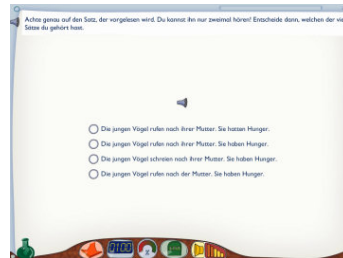 Achte genau auf den Satz, der vorgelesen wird. Du kannst ihn nur zweimal hören! Entscheide dann, welchen der vie
Sätze du gehört hast.
Die jungen Vögel rufen nach ihrer Mutter. Sie hatten Hunger.
Die jungen Vögel rufen nach ihrer Mutter. Sie haben Hunger.
Die jungen Vögel schreien nach ihrer Mutter. Sie haben Hunger.
Die jungen Vögel rufen nach der Mutter. Sie haben Hunger.
0100